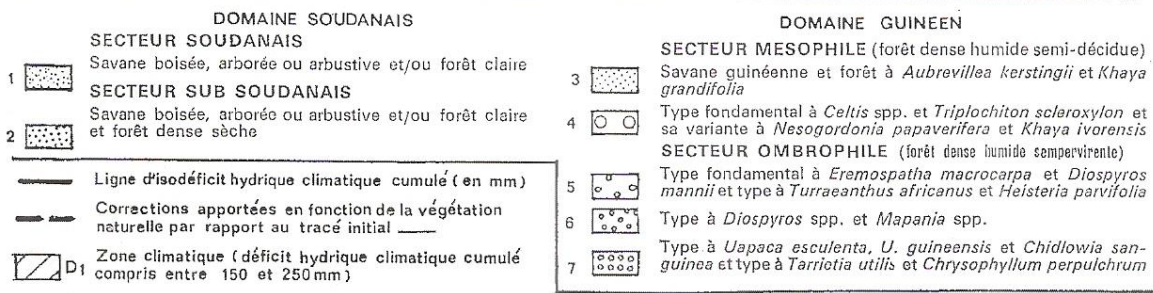 DOMAINE SOUDANAIS
SECTEUR SOUDANAIS
1 Savane boisée, arborée ou arbustive et/ou forêt claire
SECTEUR SUB SOUDANAIS
2 Savane boisée, arborée ou arbustive et/ou forêt claire
et forêt dense sèche
Ligne d'isodéficit hydrique climatique cumulé (en mm)
Corrections apportées en fonction de la végétation
naturelle par rapport au tracé initial
D1 Zone climatique (déficit hydrique climatique cumulé
compris entre 150 et 250mm)
DOMAINE GUINEEN
SECTEUR MESOPHILE (forêt dense humide semi-décidue)
3 Savane guinéenne et forêt à Aubrevillea kerstingii et Khaya
grandifolia
4 Type fondamental à Celtis spp. et Triplochiton scleroxylon et
sa variante à Nesogordonia papaverifera et Khaya ivorensis
SECTEUR OMBROPHILE (forêt dense humide sempervirente)
5 Type fondamental à Eremospatha macrocarpa et Diospyros
mannii et type à Turraeanthus africanus et Heisteria parvifolia
6 Type à Diospyros spp. et Mapania spp.
7 Type à Uapaca esculenta, U. guineensis et Chidlowia san-
guinea et type à Tarrietia utilis et Chrysophyllum perpulchrum